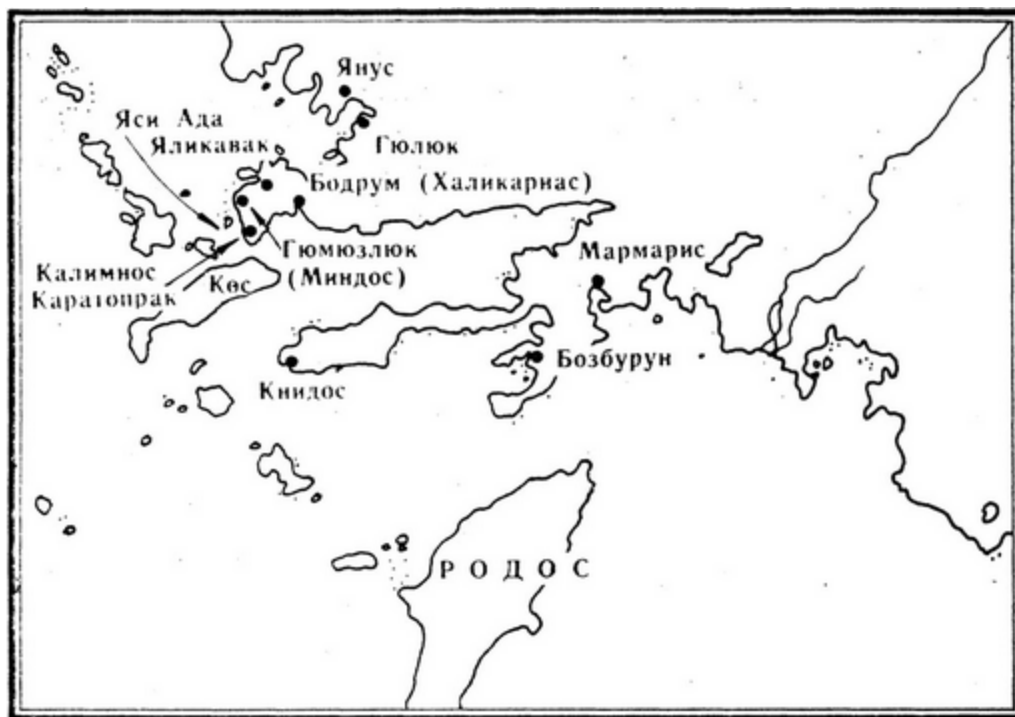 Янус
Яси Ада
Яликавак
Гюлюк
Бодрум (Халикарнас)
Гюмюзлюк
(Миндос)
Мармарис
Калимнос
Каратопрак
Кос
Книдос
Бозбурун
РОДОС